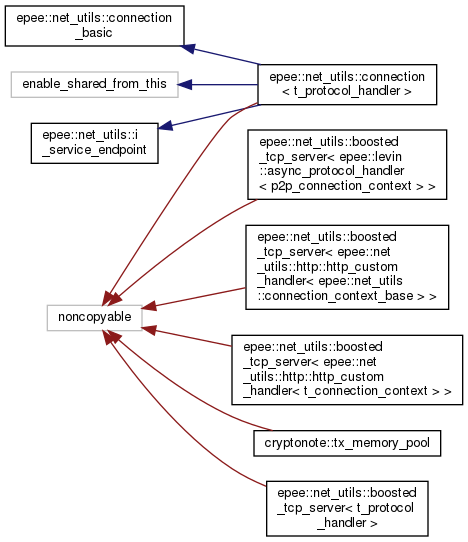 epee::net_utils::connection
_basic
enable_shared_from_this
epee::net_utils::connection
< t_protocol_handler >
epee::net_utils::i
_service_endpoint
epee::net_utils::boosted
_tcp_server< epee::levin
::async_protocol_handler
< p2p_connection_context > >
epee::net_utils::boosted
_tcp_server< epee::net
_utils::http::http_custom
_handler< epee::net_utils
::connection_context_base > >
noncopyable
epee::net_utils::boosted
_tcp_server< epee::net
_utils::http::http_custom
_handler< t_connection_context > >
cryptonote::tx_memory_pool
epee::net_utils::boosted
_tcp_server< t_protocol
_handler >